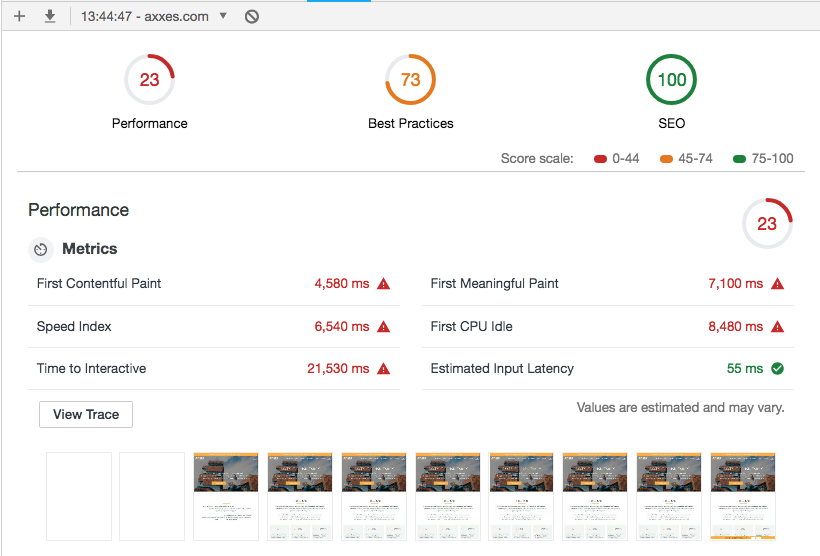 13:44:47 - axxes.com
23
73
100
Performance
Best Practices
SEO
Score scale: 0-44 45-74 75-100
Performance
23
Metrics
First Contentful Paint 4,580 ms
First Meaningful Paint 7,100 ms
Speed Index 6,540 ms
First CPU Idle 8,480 ms
Time to Interactive 21,530 ms
Estimated Input Latency 55 ms
View Trace
Values are estimated and may vary.